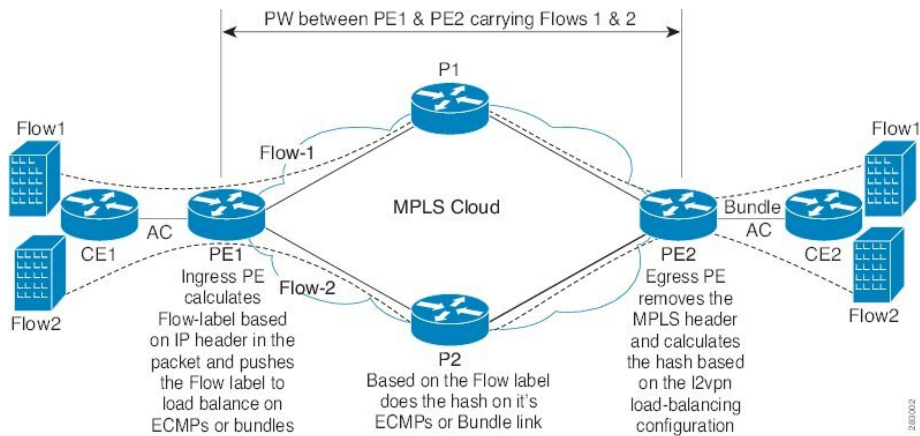 PW between PE1 & PE2 carrying Flows 1 & 2
P1
Flow1
Flow1
Flow-1
MPLS Cloud
Bundle
AC
AC
CE1
PE1
PE2
CE2
Flow-2
Flow2
Flow2
Ingress PE
calculates
Flow-label based
on IP header in the
packet and pushes
the Flow label to
load balance on
ECMPs or bundles
P2
Based on the Flow label
does the hash on it's
ECMPs or Bundle link
Egress PE
removes the
MPLS header
and calculates
the hash based
on the l2vpn
load-balancing
configuration